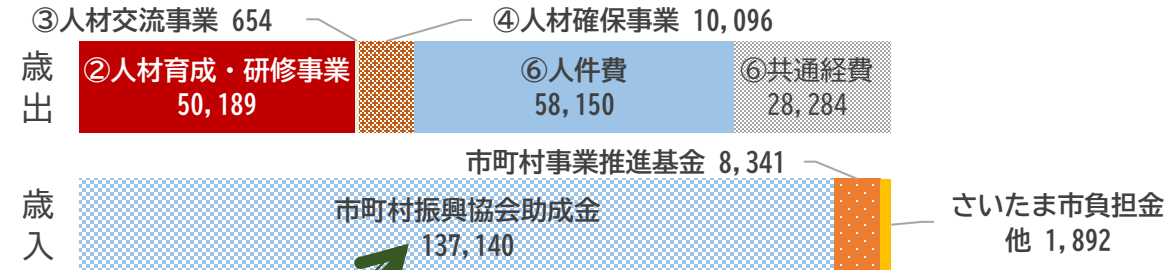 ③人材交流事業 654
④人材確保事業 10,096
歳出
②人材育成・研修事業
50,189
⑥人件費
58,150
⑥共通経費
28,284
市町村事業推進基金 8,341
歳入
市町村振興協会助成金
137,140
さいたま市負担金
他 1,892